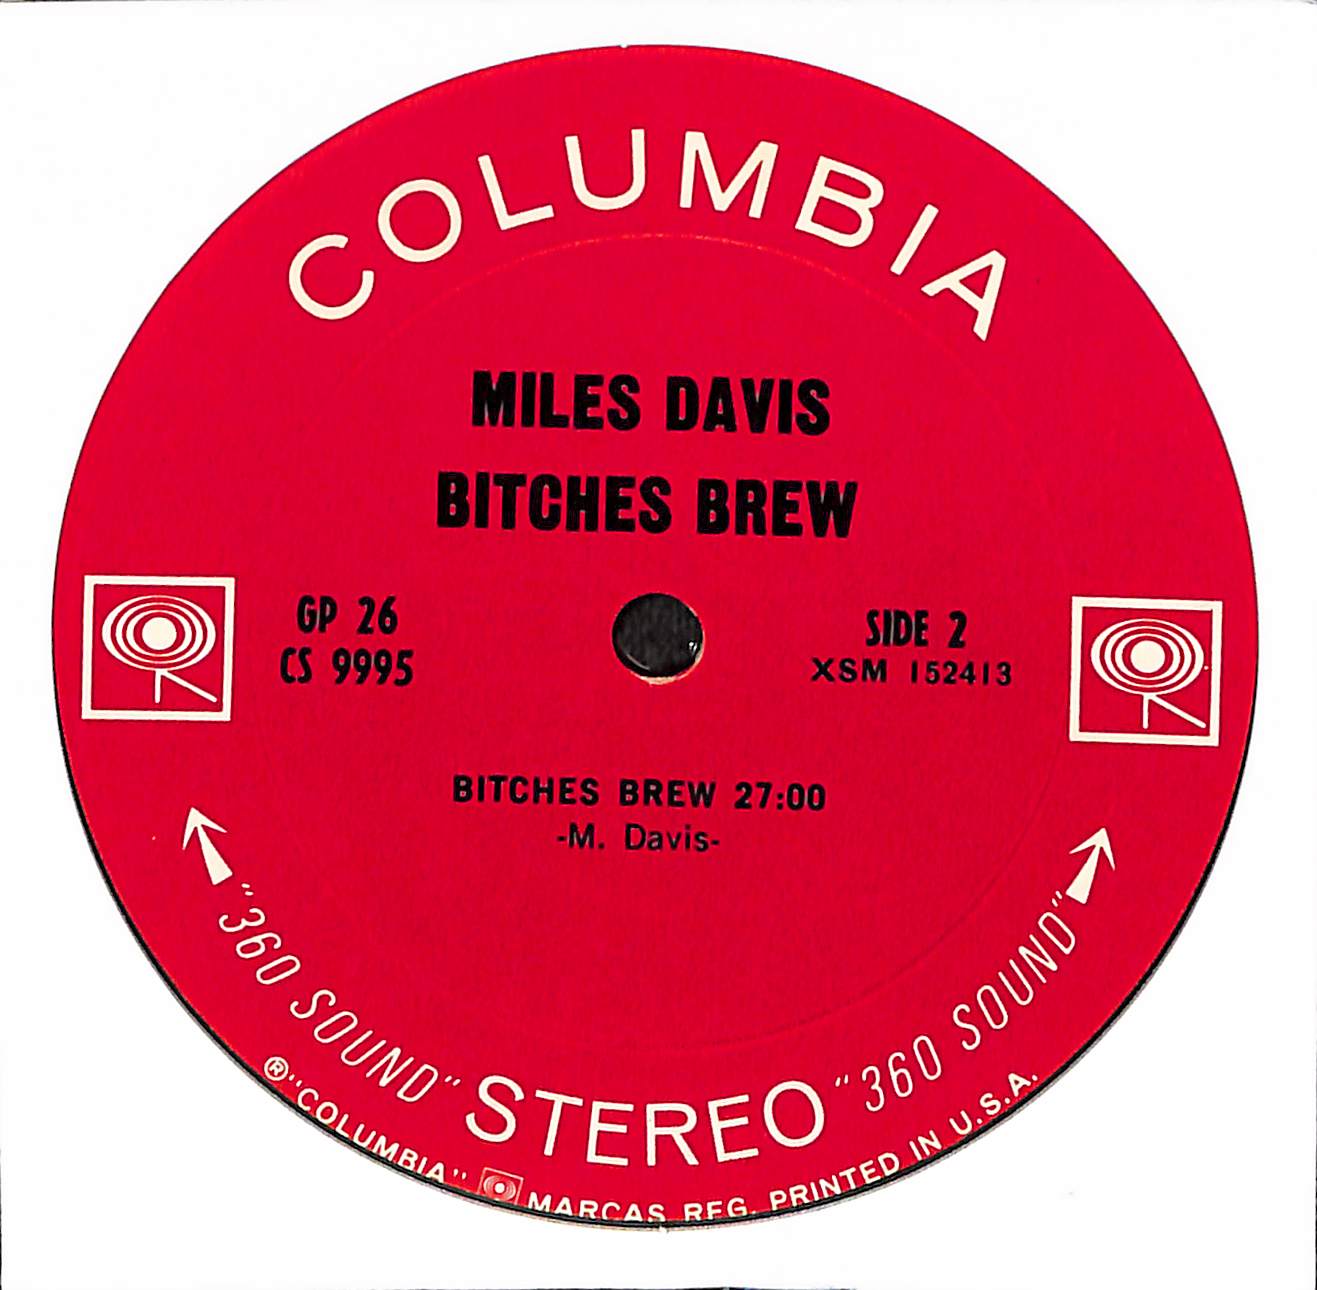 COLUMBIA
MILES DAVIS
BITCHES BREW
GP 26
CS 9995
SIDE 2
XSM 152413
BITCHES BREW 27:00
-M. Davis-
"360 SOUND" STEREO "360 SOUND"
® "COLUMBIA" MARCAS REG. PRINTED IN U.S.A.